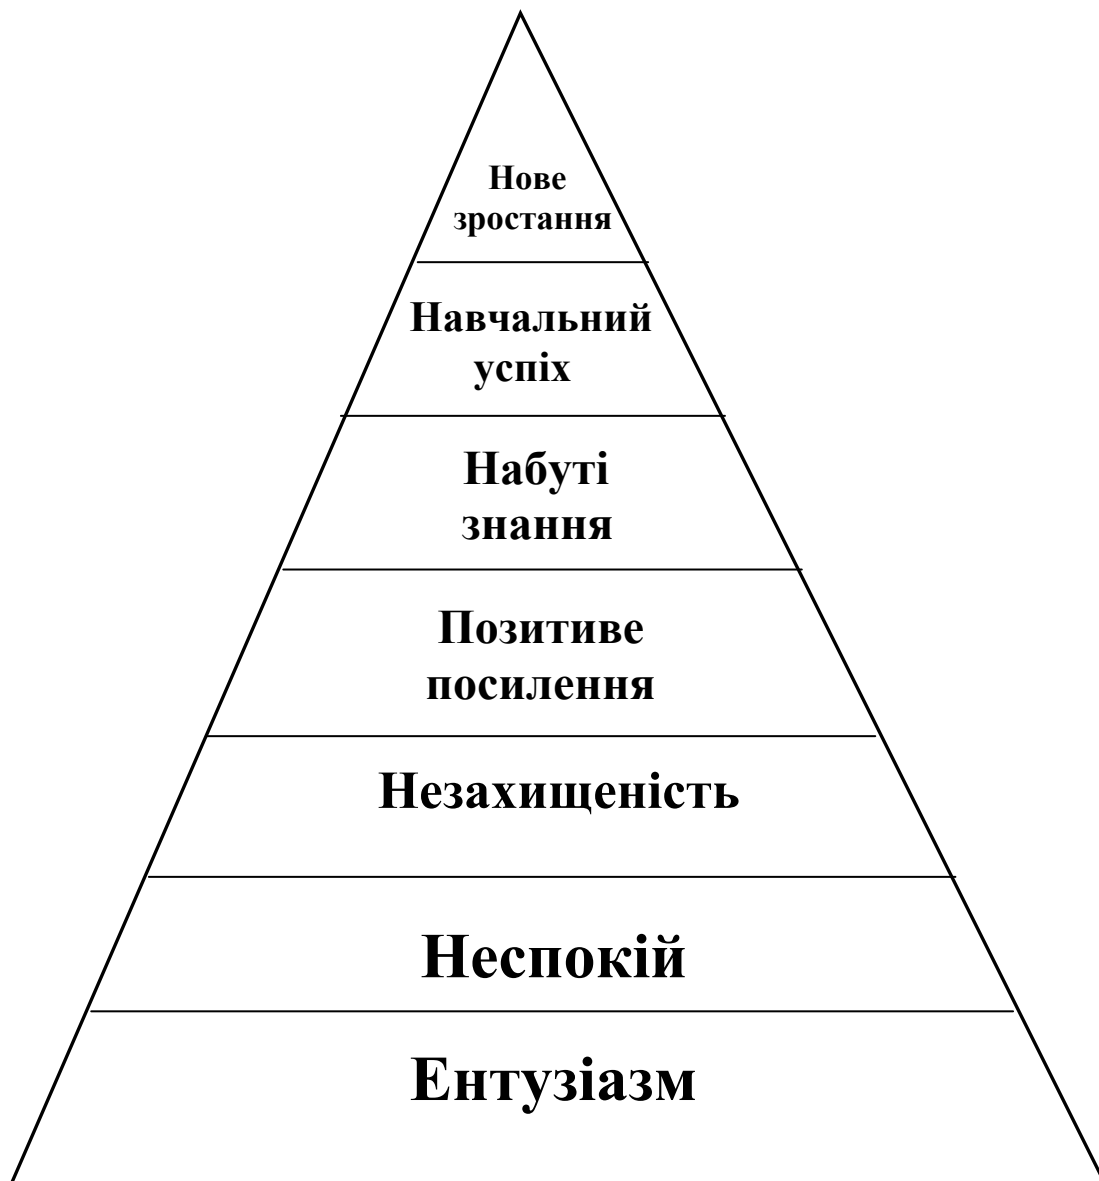 Нове
зростання
Навчальний
успіх
Набуті
знання
Позитиве
посилення
Незахищеність
Неспокій
Ентузіазм